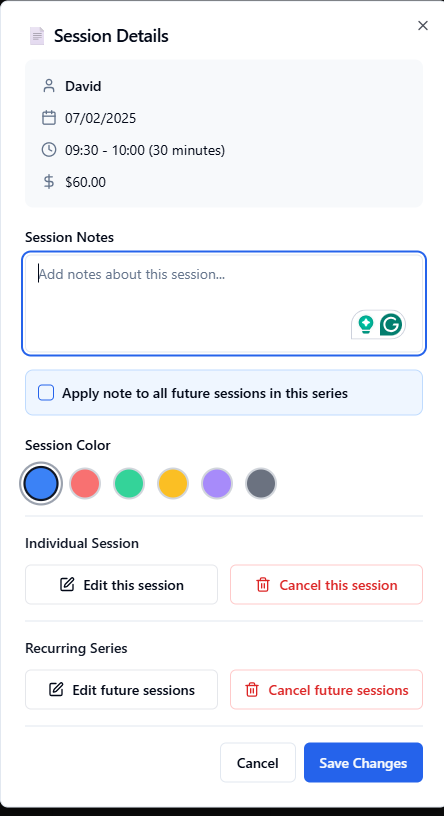 Session Details
David
07/02/2025
09:30 - 10:00 (30 minutes)
$60.00
Session Notes
Add notes about this session...
Apply note to all future sessions in this series
Session Color
Individual Session
Edit this session
Cancel this session
Recurring Series
Edit future sessions
Cancel future sessions
Cancel
Save Changes